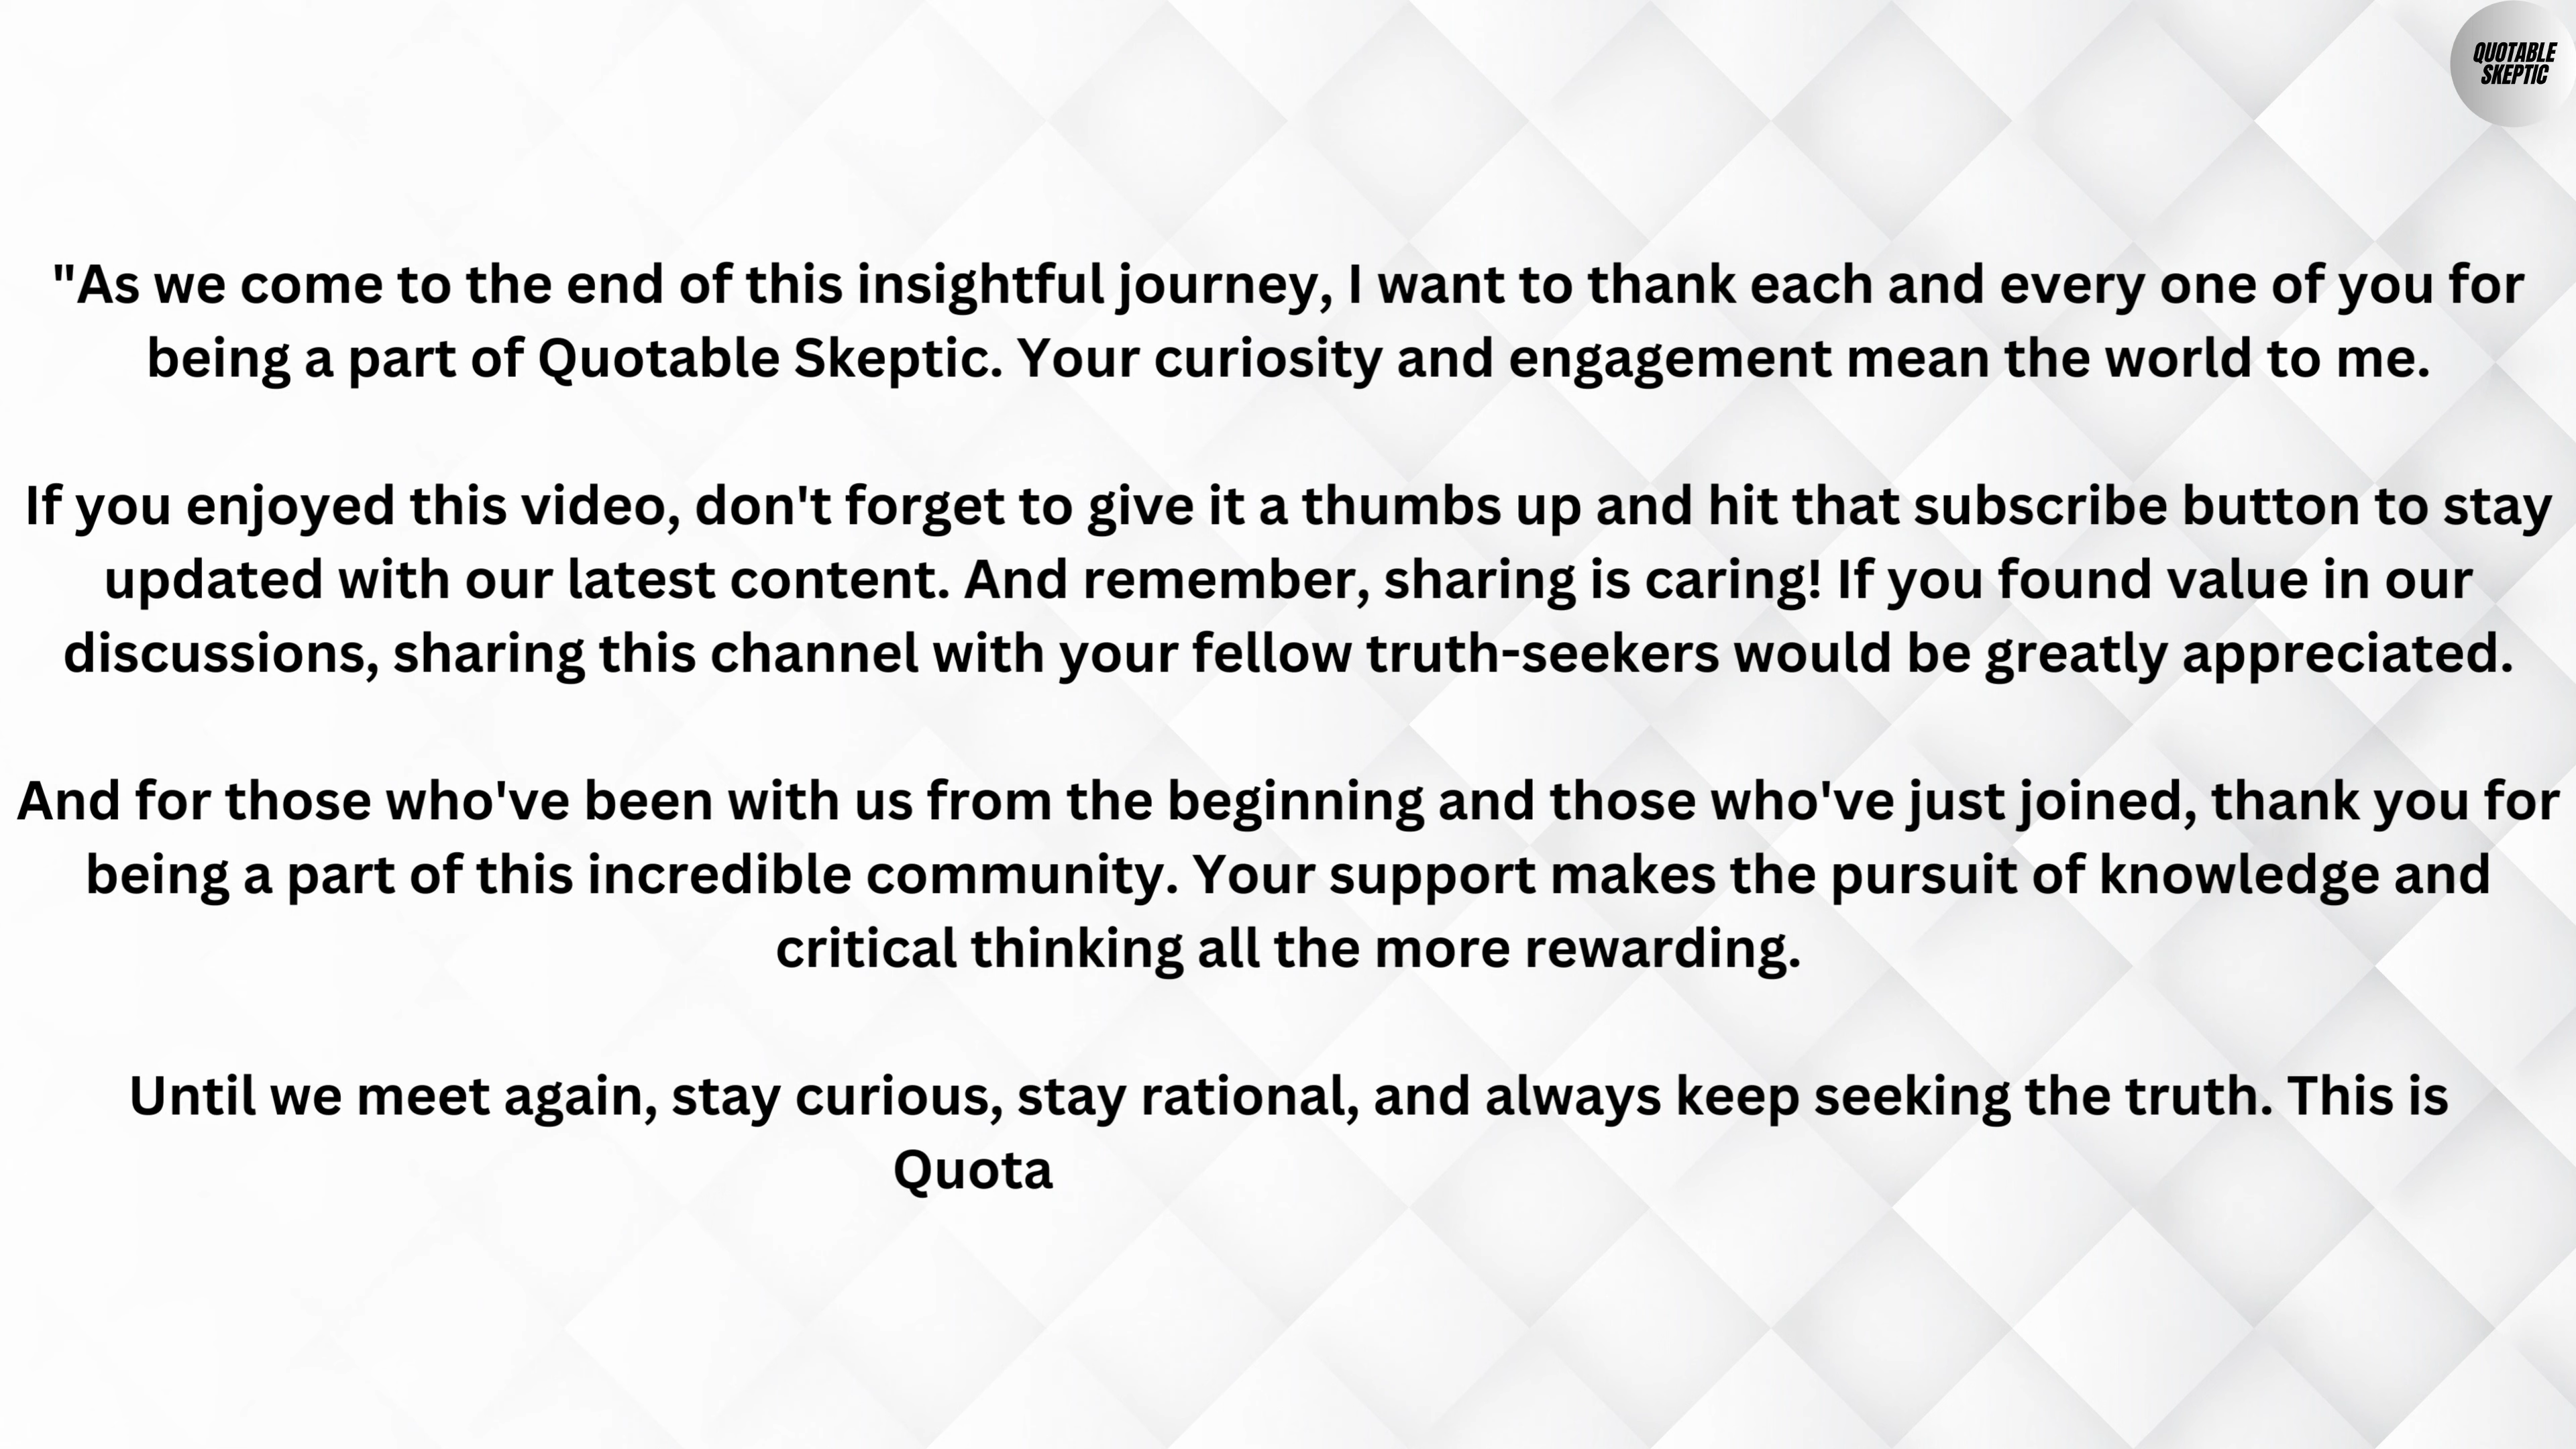 QUOTABLE
SKEPTIC
"As we come to the end of this insightful journey, I want to thank each and every one of you for
being a part of Quotable Skeptic. Your curiosity and engagement mean the world to me.
If you enjoyed this video, don't forget to give it a thumbs up and hit that subscribe button to stay
updated with our latest content. And remember, sharing is caring! If you found value in our
discussions, sharing this channel with your fellow truth-seekers would be greatly appreciated.
And for those who've been with us from the beginning and those who've just joined, thank you for
being a part of this incredible community. Your support makes the pursuit of knowledge and
critical thinking all the more rewarding.
Until we meet again, stay curious, stay rational, and always keep seeking the truth. This is
Quota